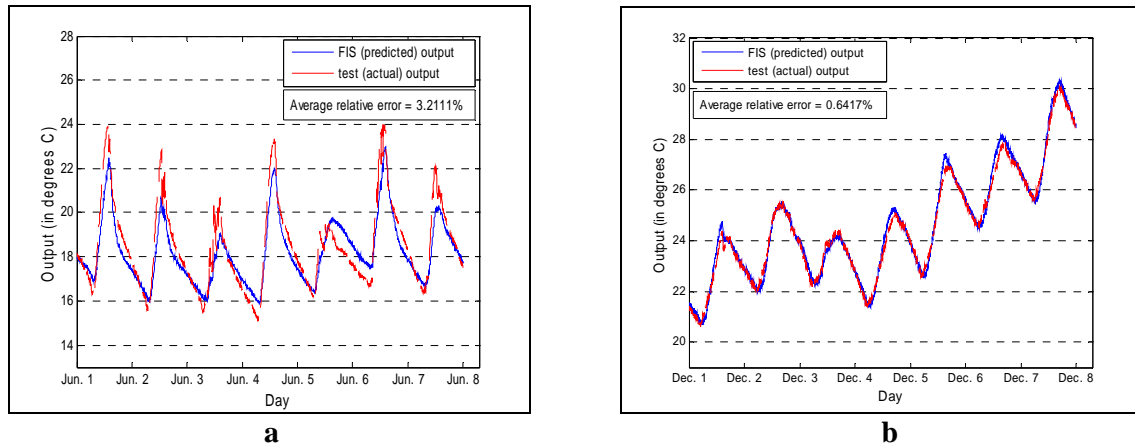 28
26
24
22
20
18
16
14
Output (in degrees C)
FIS (predicted) output
test (actual) output
Average relative error = 3.2111%
Jun. 1 Jun. 2 Jun. 3 Jun. 4 Jun. 5 Jun. 6 Jun. 7 Jun. 8
Day
a
32
30
28
26
24
22
20
Output (in degrees C)
FIS (predicted) output
test (actual) output
Average relative error = 0.6417%
Dec. 1 Dec. 2 Dec. 3 Dec. 4 Dec. 5 Dec. 6 Dec. 7 Dec. 8
Day
b